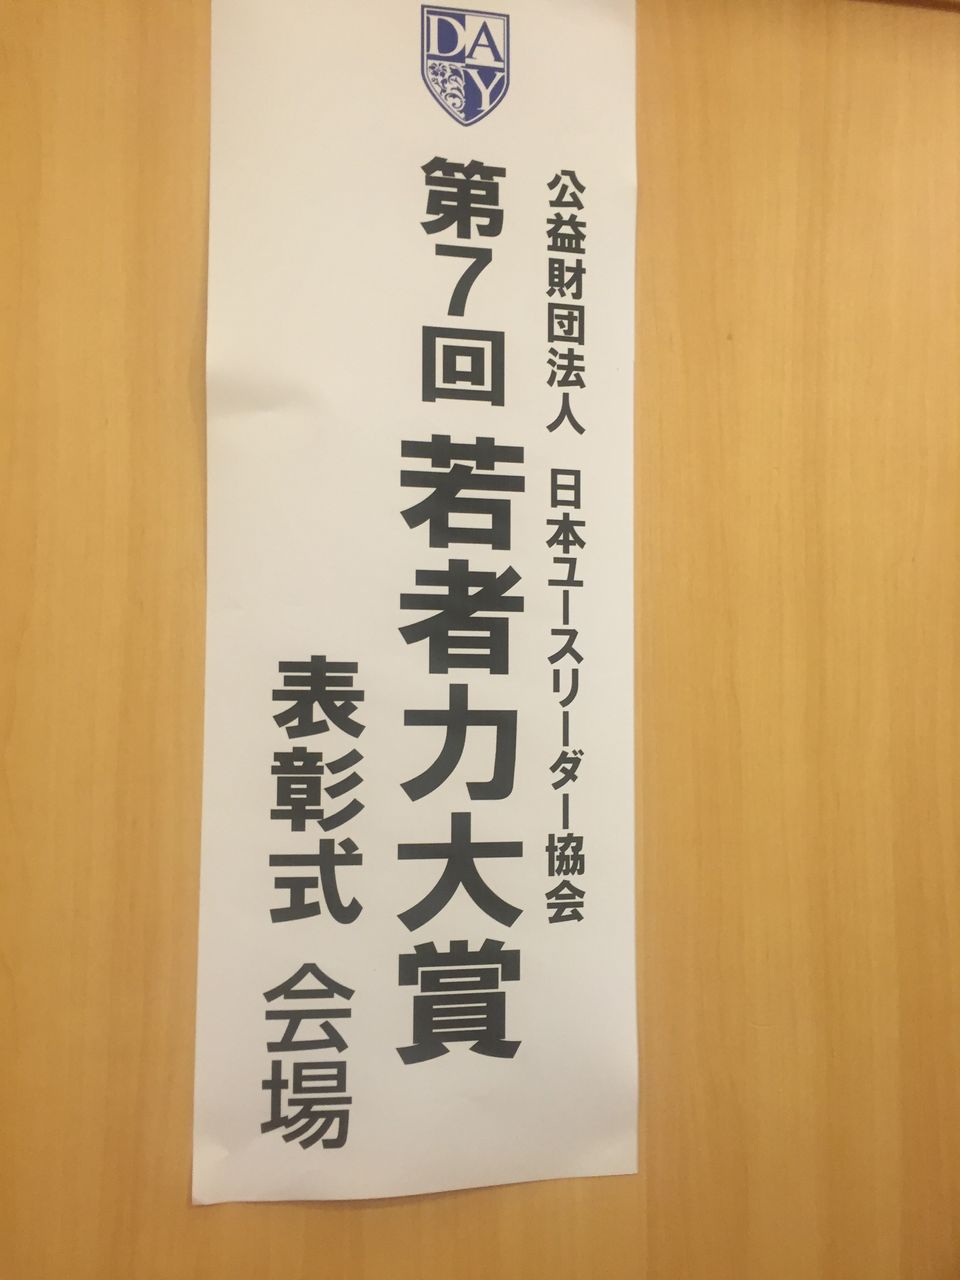 DAY
公益財団法人 日本ユースリーダー協会
第7回 若者力大賞
表彰式 会場